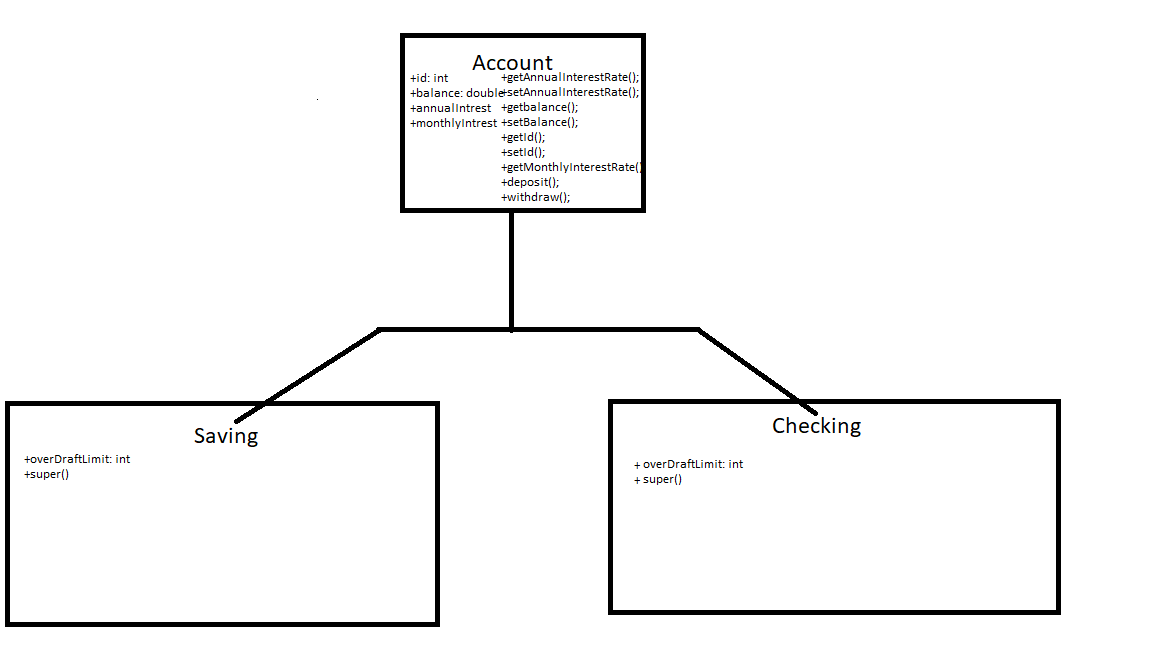 Account
+id: int
+balance: double
+annualIntrest
+monthlyIntrest
+getAnnualInterestRate();
+setAnnualInterestRate();
+getbalance();
+setBalance();
+getId();
+setId();
+getMonthlyInterestRate()
+deposit();
+withdraw();
Saving
+overDraftLimit: int
+super()
Checking
+ overDraftLimit: int
+ super()